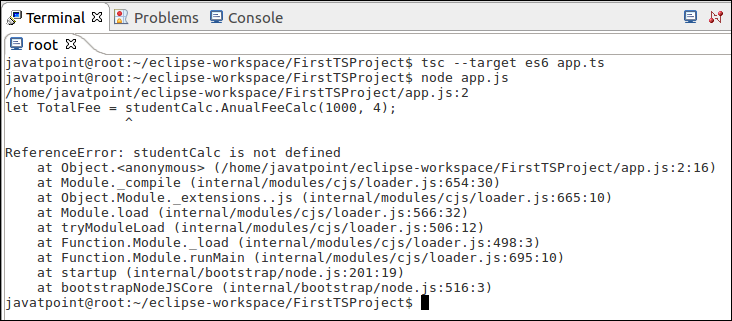 Terminal Problems Console
root
javatpoint@root:~/eclipse-workspace/FirstTSProject$ tsc --target es6 app.ts
javatpoint@root:~/eclipse-workspace/FirstTSProject$ node app.js
/home/javatpoint/eclipse-workspace/FirstTSProject/app.js:2
let TotalFee = studentCalc.AnualFeeCalc(1000, 4);
               ^
ReferenceError: studentCalc is not defined
    at Object.<anonymous> (/home/javatpoint/eclipse-workspace/FirstTSProject/app.js:2:16)
    at Module._compile (internal/modules/cjs/loader.js:654:30)
    at Object.Module._extensions..js (internal/modules/cjs/loader.js:665:10)
    at Module.load (internal/modules/cjs/loader.js:566:32)
    at tryModuleLoad (internal/modules/cjs/loader.js:506:12)
    at Function.Module._load (internal/modules/cjs/loader.js:498:3)
    at Function.Module.runMain (internal/modules/cjs/loader.js:695:10)
    at startup (internal/bootstrap/node.js:201:19)
    at bootstrapNodeJSCore (internal/bootstrap/node.js:516:3)
javatpoint@root:~/eclipse-workspace/FirstTSProject$